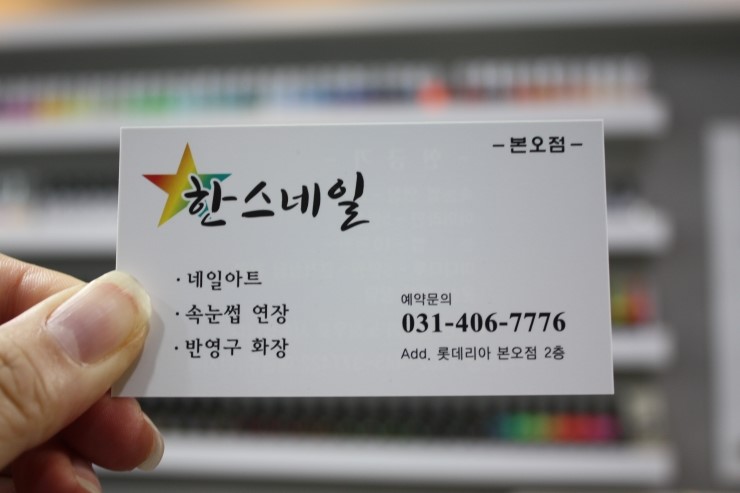 -본오점-
한스네일
·네일아트
·속눈썹 연장
·반영구 화장
예약문의
031-406-7776
Add. 롯데리아 본오점 2층